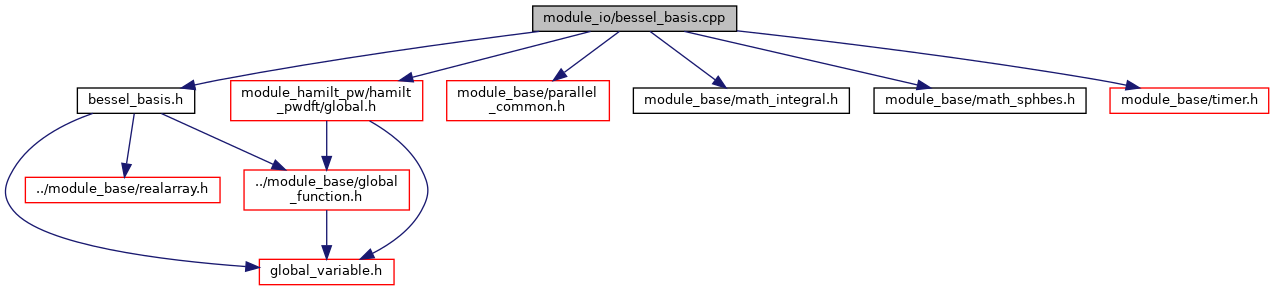 module_io/bessel_basis.cpp
bessel_basis.h
module_hamilt_pw/hamilt
_pwdft/global.h
module_base/parallel
_common.h
module_base/math_integral.h
module_base/math_sphbes.h
module_base/timer.h
../module_base/realarray.h
../module_base/global
_function.h
global_variable.h